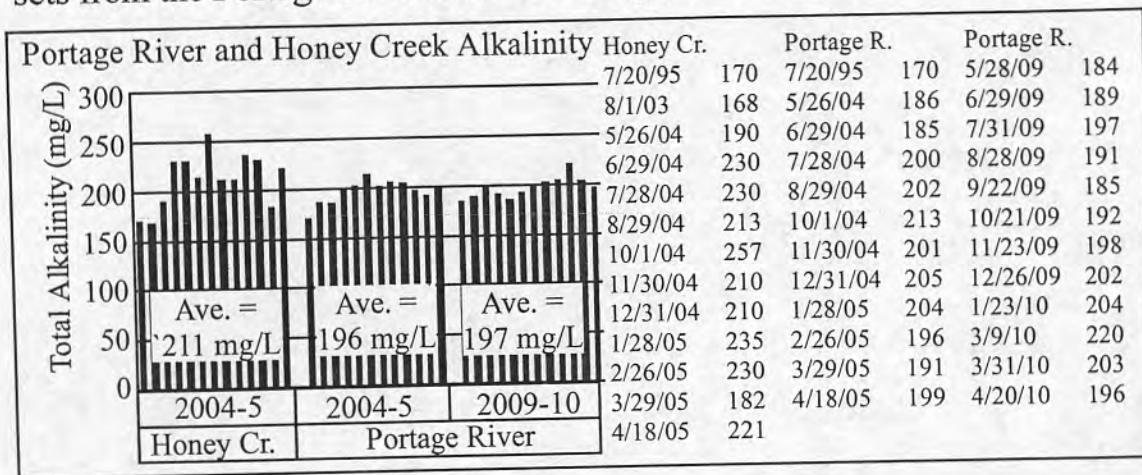 sets from the
Portage River and Honey Creek Alkalinity
Total Alkalinity (mg/L)
300
250
200
150
100
50
0
Ave. =
`211 mg/L
Ave. =
196 mg/L
Ave. =
197 mg/L
2004-5 2004-5 2009-10
Honey Cr. Portage River
Honey Cr. Portage R. Portage R.
7/20/95 170 7/20/95 170 5/28/09 184
8/1/03 168 5/26/04 186 6/29/09 189
5/26/04 190 6/29/04 185 7/31/09 197
6/29/04 230 7/28/04 200 8/28/09 191
7/28/04 230 8/29/04 202 9/22/09 185
8/29/04 213 10/1/04 213 10/21/09 192
10/1/04 257 11/30/04 201 11/23/09 198
11/30/04 210 12/31/04 205 12/26/09 202
12/31/04 210 1/28/05 204 1/23/10 204
1/28/05 235 2/26/05 196 3/9/10 220
2/26/05 230 3/29/05 191 3/31/10 203
3/29/05 182 4/18/05 199 4/20/10 196
4/18/05 221